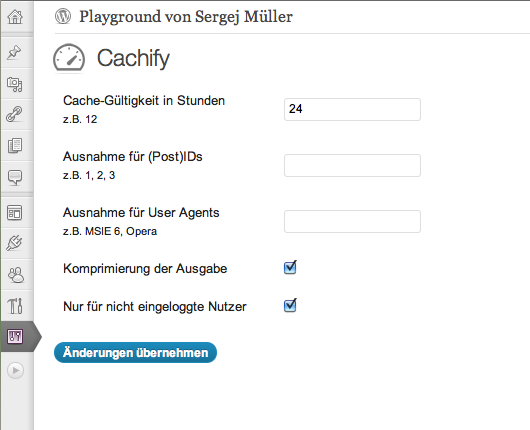 Playground von Sergej Müller
Cachify
Cache-Gültigkeit in Stunden
24
z.B. 12
Ausnahme für (Post)IDs
z.B. 1, 2, 3
Ausnahme für User Agents
z.B. MSIE 6, Opera
Komprimierung der Ausgabe
Nur für nicht eingeloggte Nutzer
Änderungen übernehmen